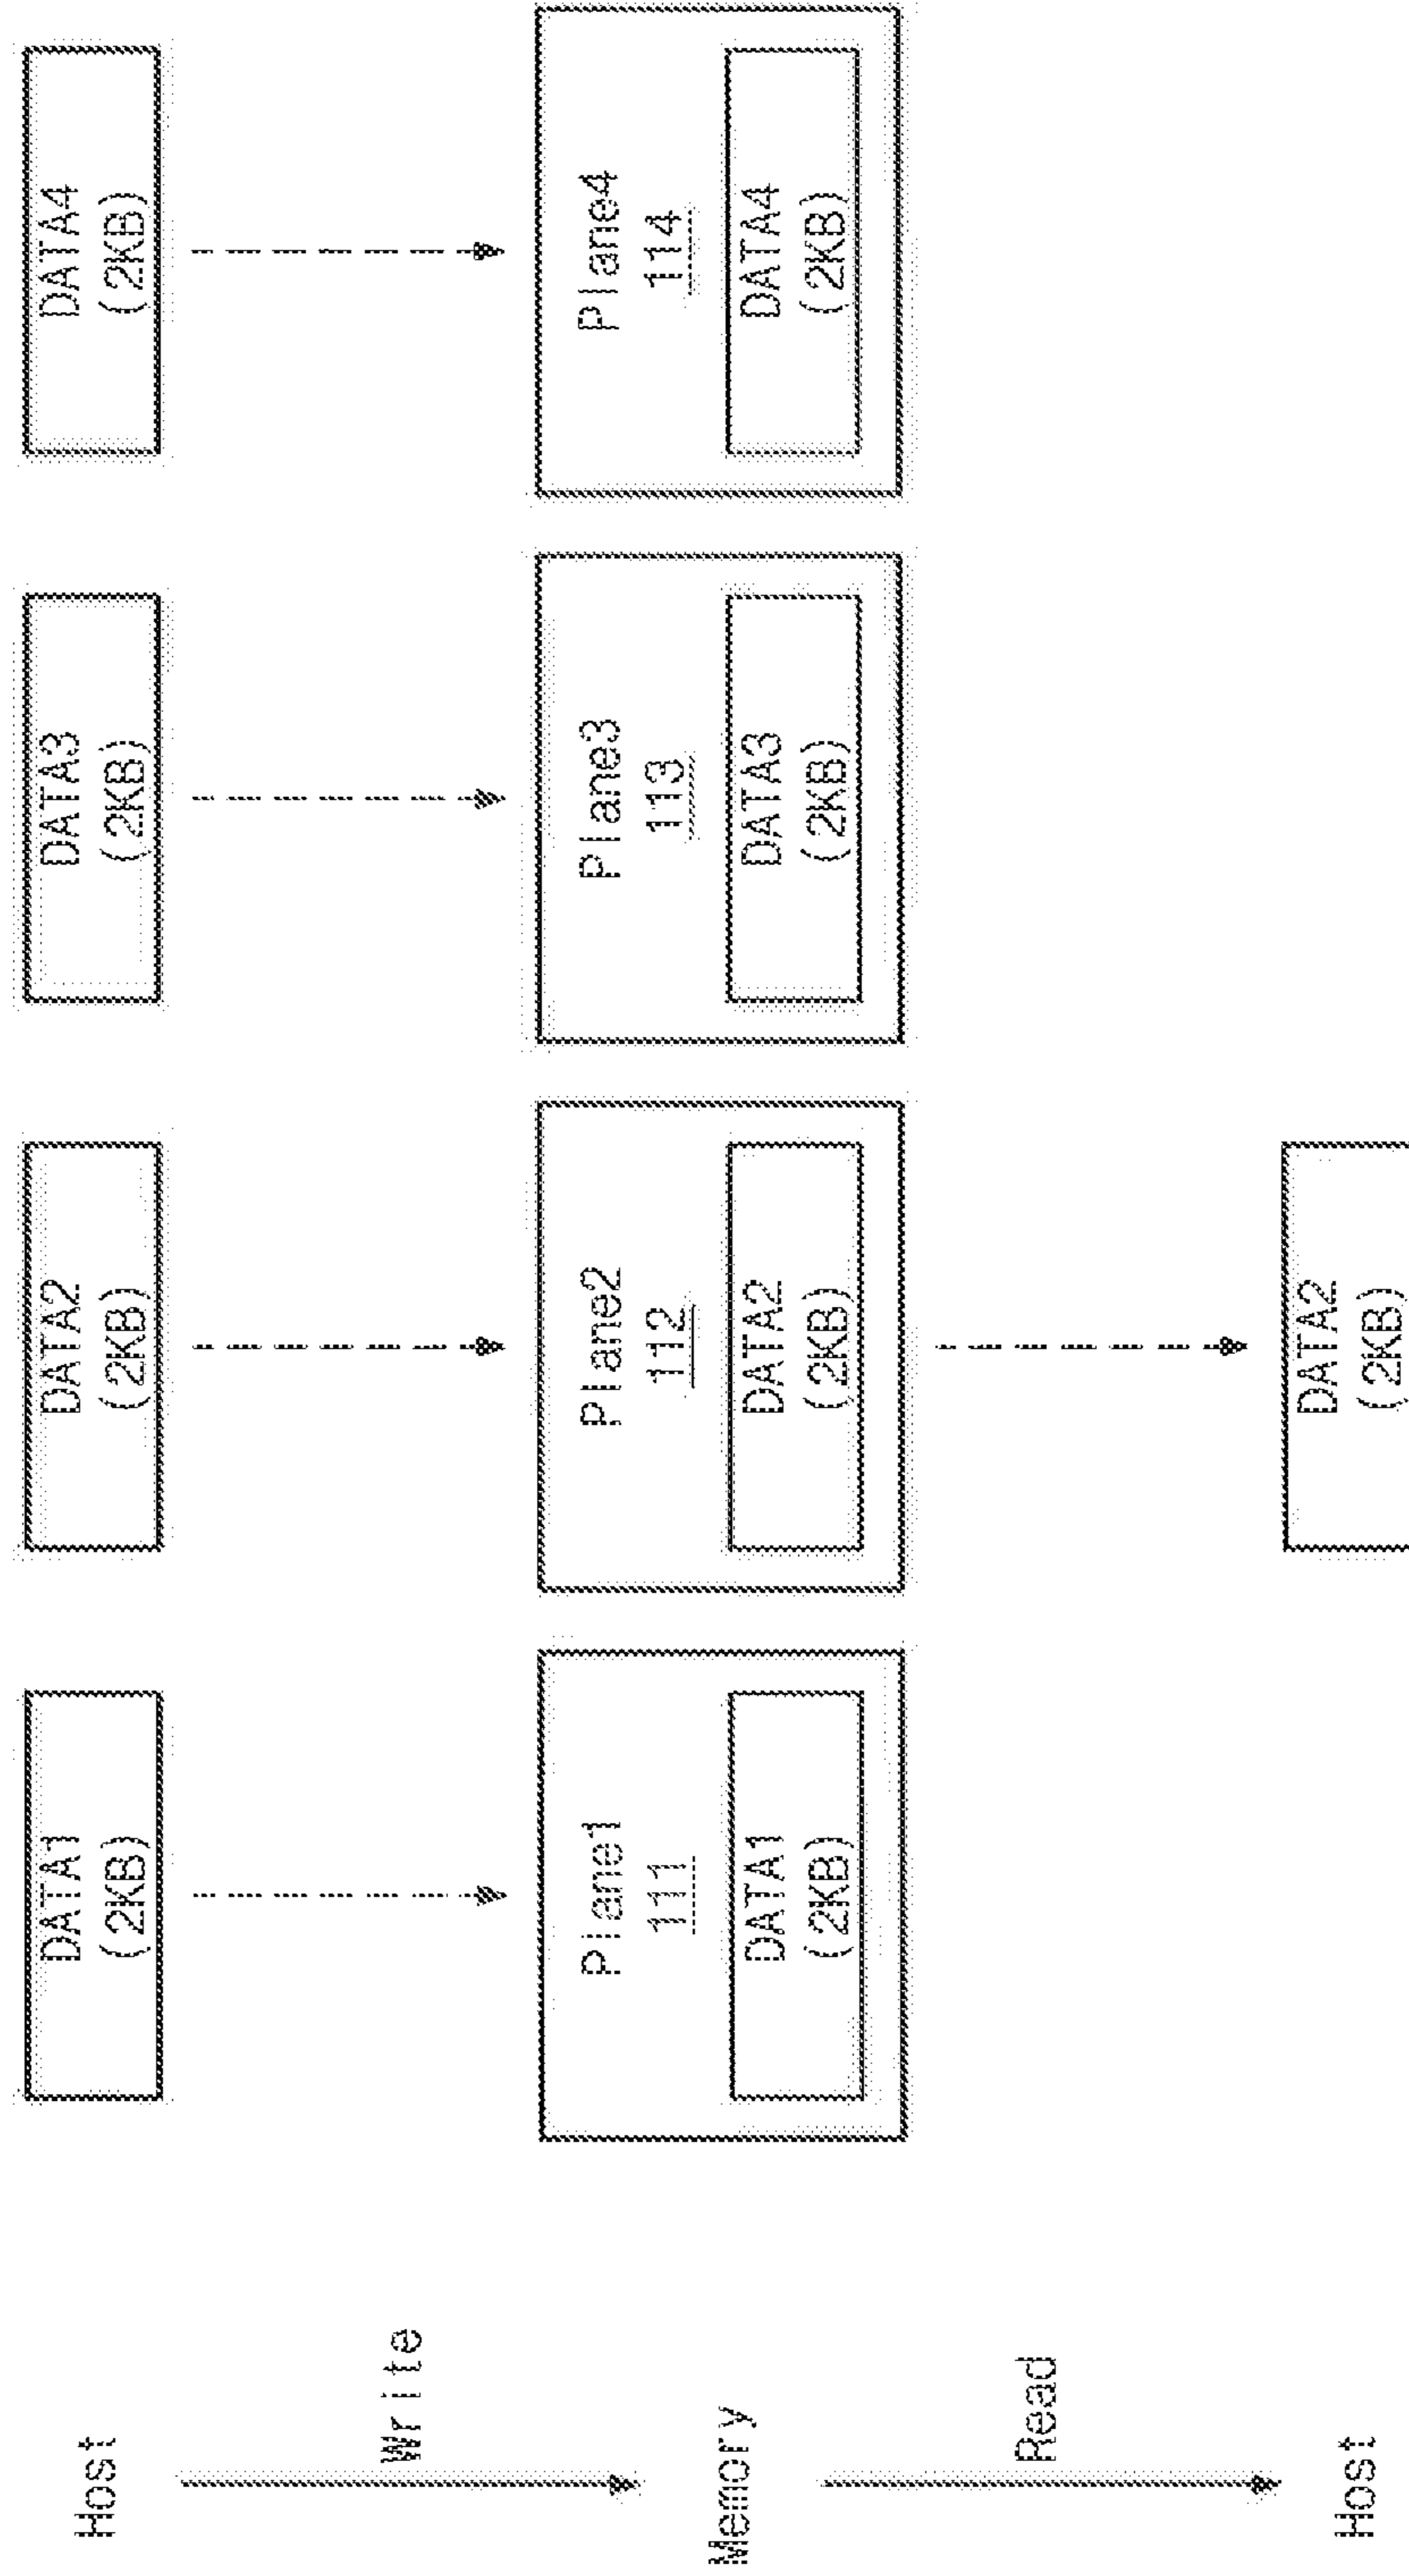 Host
DATA1
(2KB)
DATA2
(2KB)
DATA3
(2KB)
DATA4
(2KB)
Write
Memory
Plane1
111
DATA1
(2KB)
Plane2
112
DATA2
(2KB)
Plane3
113
DATA3
(2KB)
Plane4
114
DATA4
(2KB)
Read
Host
DATA2
(2KB)